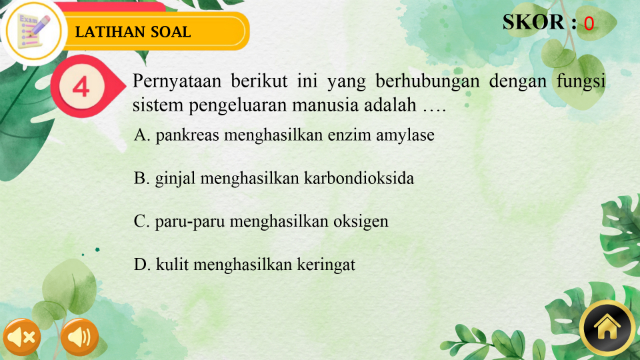 LATIHAN SOAL
SKOR : 0
4
Pernyataan berikut ini yang berhubungan dengan fungsi
sistem pengeluaran manusia adalah ….
A. pankreas menghasilkan enzim amylase
B. ginjal menghasilkan karbondioksida
C. paru-paru menghasilkan oksigen
D. kulit menghasilkan keringat